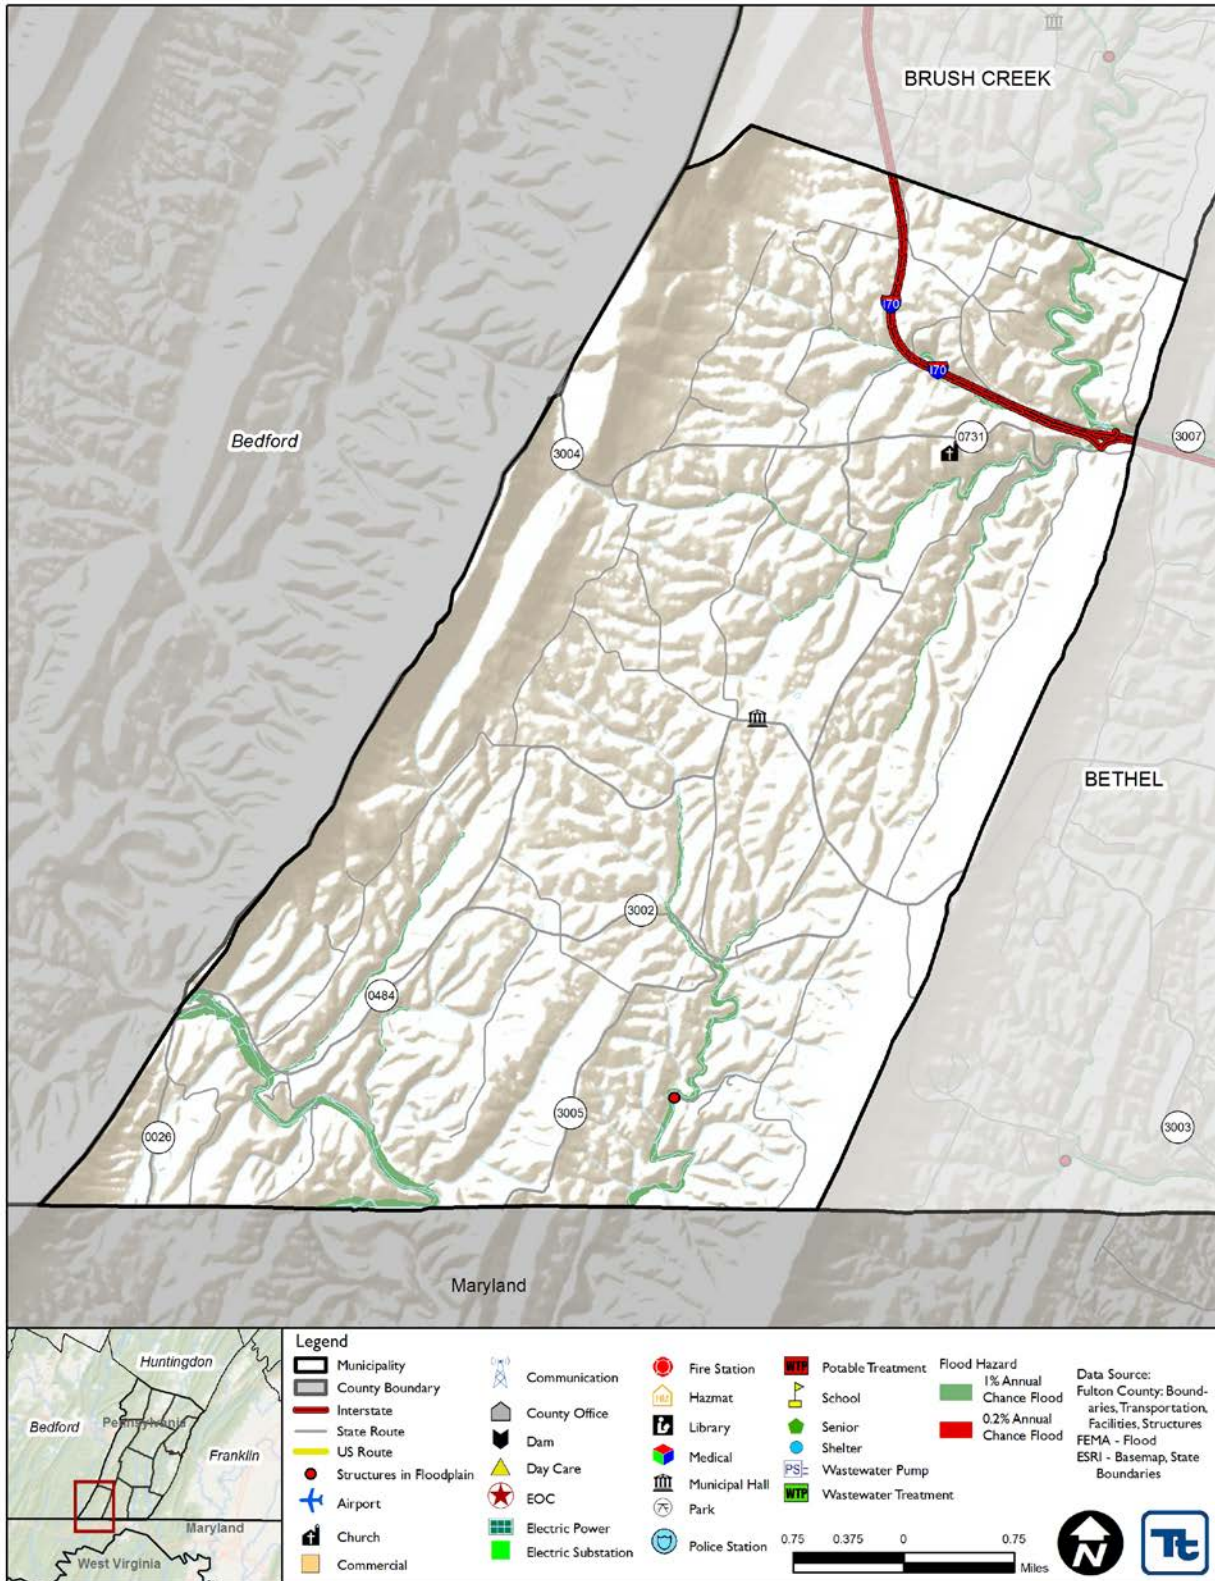 BRUSH CREEK
I70
I70
Bedford
3004
0731
3007
BETHEL
3002
0484
3005
0026
3003
Maryland
Huntingdon
Bedford
Pennsylvania
Franklin
Maryland
West Virginia
Legend
Municipality
County Boundary
Interstate
State Route
US Route
Structures in Floodplain
Airport
Church
Commercial
Communication
County Office
Dam
Day Care
EOC
Electric Power
Electric Substation
Fire Station
HM Hazmat
Library
Medical
Municipal Hall
Park
Police Station
WTP Potable Treatment
School
Senior
Shelter
PS Wastewater Pump
WTP Wastewater Treatment
Flood Hazard
1% Annual
Chance Flood
0.2% Annual
Chance Flood
Data Source:
Fulton County: Bound-
aries, Transportation,
Facilities, Structures
FEMA - Flood
ESRI - Basemap, State
Boundaries
0.75 0.375 0 0.75
Miles
N
Tt